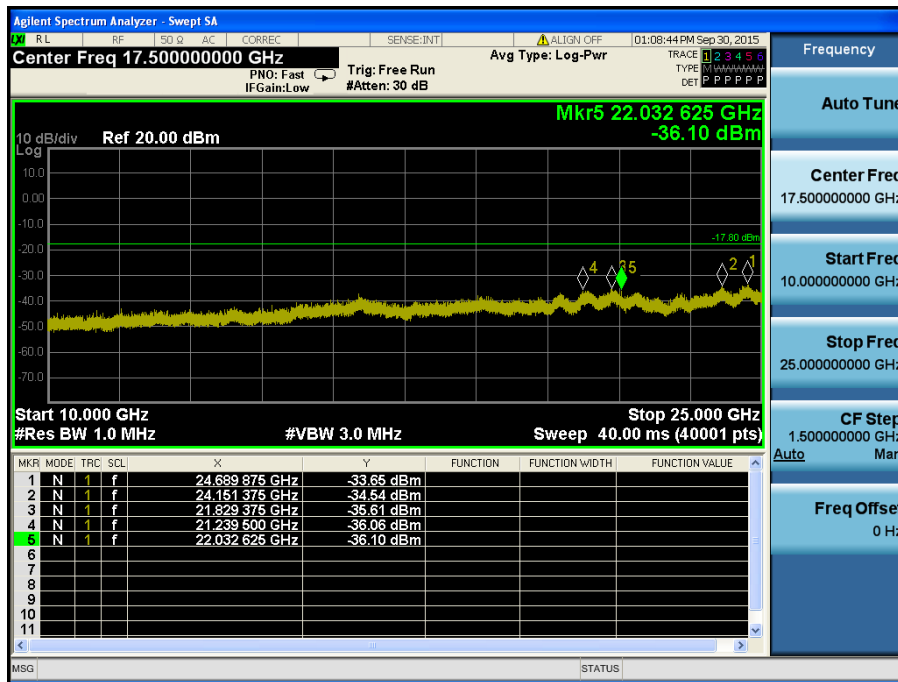 Agilent Spectrum Analyzer - Swept SA
LXI RL RF 50 Ω AC CORREC SENSE:INT ALIGN OFF 01:08:44 PM Sep 30, 2015
Center Freq 17.500000000 GHz
PNO: Fast
IFGain:Low
Trig: Free Run
#Atten: 30 dB
Avg Type: Log-Pwr
TRACE 1 2 3 4 5 6
TYPE M W W W W W
DET P P P P P P
Mkr5 22.032 625 GHz
-36.10 dBm
10 dB/div Ref 20.00 dBm
Log
10.0
0.00
-10.0
-17.80 dBm
-20.0
-30.0
4 5 2 1
-40.0
-50.0
-60.0
-70.0
Start 10.000 GHz Stop 25.000 GHz
#Res BW 1.0 MHz #VBW 3.0 MHz Sweep 40.00 ms (40001 pts)
MKR MODE TRC SCL X Y FUNCTION FUNCTION WIDTH FUNCTION VALUE
1 N 1 f 24.689 875 GHz -33.65 dBm
2 N 1 f 24.151 375 GHz -34.54 dBm
3 N 1 f 21.829 375 GHz -35.61 dBm
4 N 1 f 21.239 500 GHz -36.06 dBm
5 N 1 f 22.032 625 GHz -36.10 dBm
6
7
8
9
10
11
MSG STATUS
Frequency
Auto Tune
Center Freq
17.500000000 GHz
Start Freq
10.000000000 GHz
Stop Freq
25.000000000 GHz
CF Step
1.500000000 GHz
Auto Man
Freq Offset
0 Hz